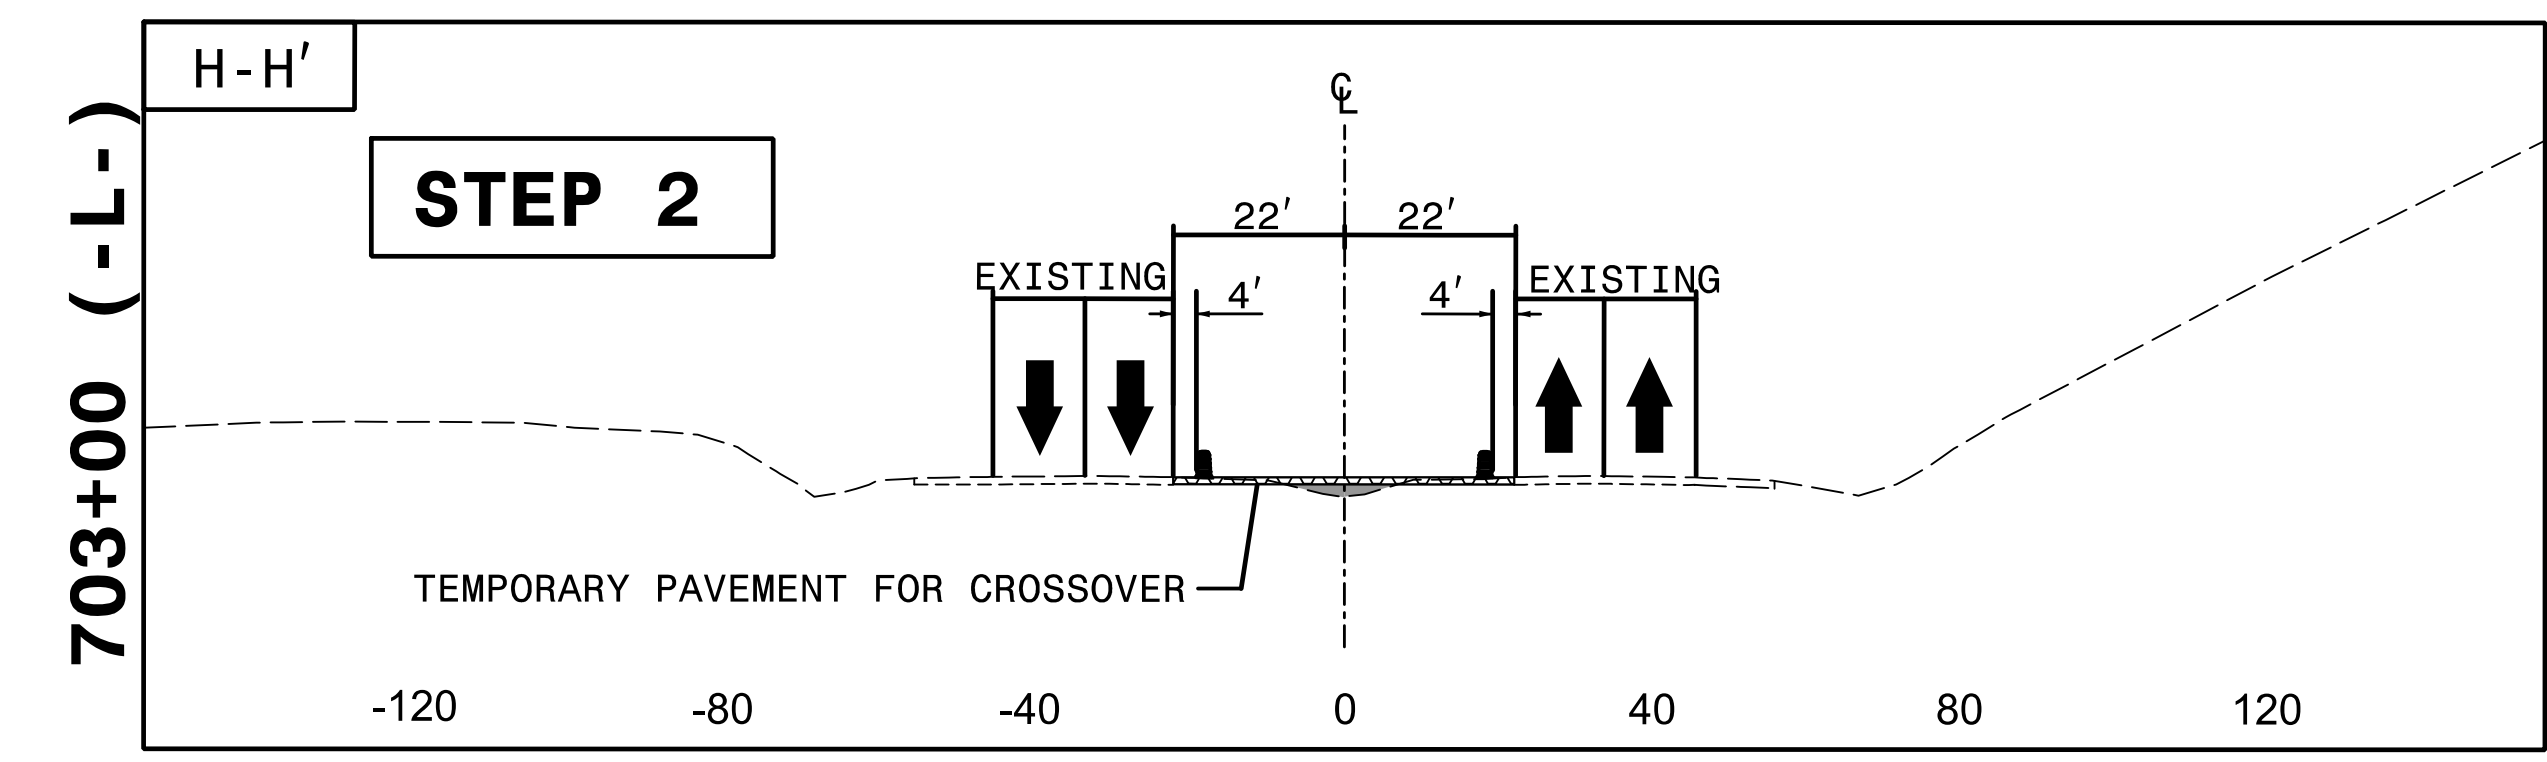 H-H'
703+00 (-L-)
STEP 2
℄
22' 22'
EXISTING 4' 4' EXISTING
TEMPORARY PAVEMENT FOR CROSSOVER
-120 -80 -40 0 40 80 120